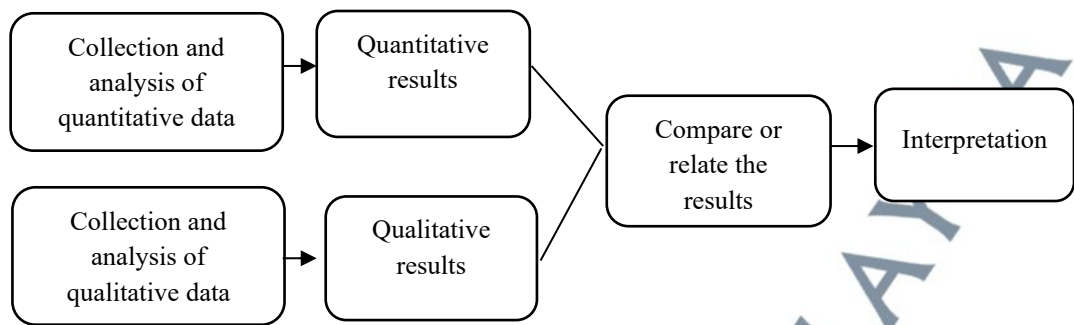 Collection and
analysis of
quantitative data
Quantitative
results
Collection and
analysis of
qualitative data
Qualitative
results
Compare or
relate the
results
Interpretation